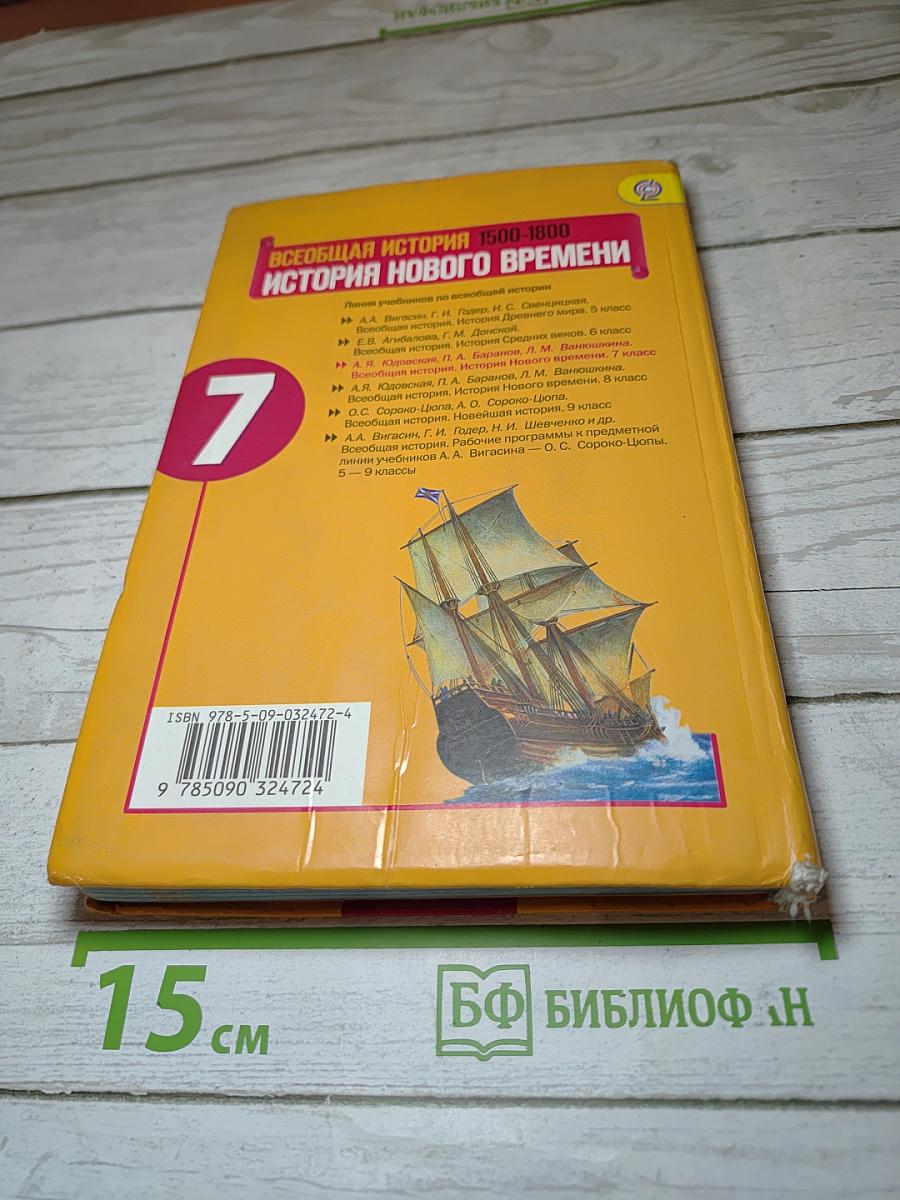 БИБЛИОФАН
ВСЕОБЩАЯ ИСТОРИЯ 1500-1800
ИСТОРИЯ НОВОГО ВРЕМЕНИ
Линия учебников по всеобщей истории
А.А. Вигасин, Г. И. Годер, И. С. Свенцицкая.
Всеобщая история. История Древнего мира. 5 класс
Е.В. Агибалова, Г. М. Донской.
Всеобщая история. История Средних веков. 6 класс
А. Я. Юдовская, П. А. Баранов, Л. М. Ванюшкина.
Всеобщая история. История Нового времени. 7 класс
А.Я. Юдовская, П. А. Баранов, Л. М. Ванюшкина.
Всеобщая история. История Нового времени. 8 класс
О.С. Сороко-Цюпа, А. О. Сороко-Цюпа.
Всеобщая история. Новейшая история. 9 класс
А.А. Вигасин, Г. И. Годер, Н. И. Шевченко и др.
Всеобщая история. Рабочие программы к предметной
линии учебников А. А. Вигасина — О. С. Сороко-Цюпы.
5 — 9 классы
7
ISBN 978-5-09-032472-4
9 785090 324724
15 см
БФ БИБЛИОФАН